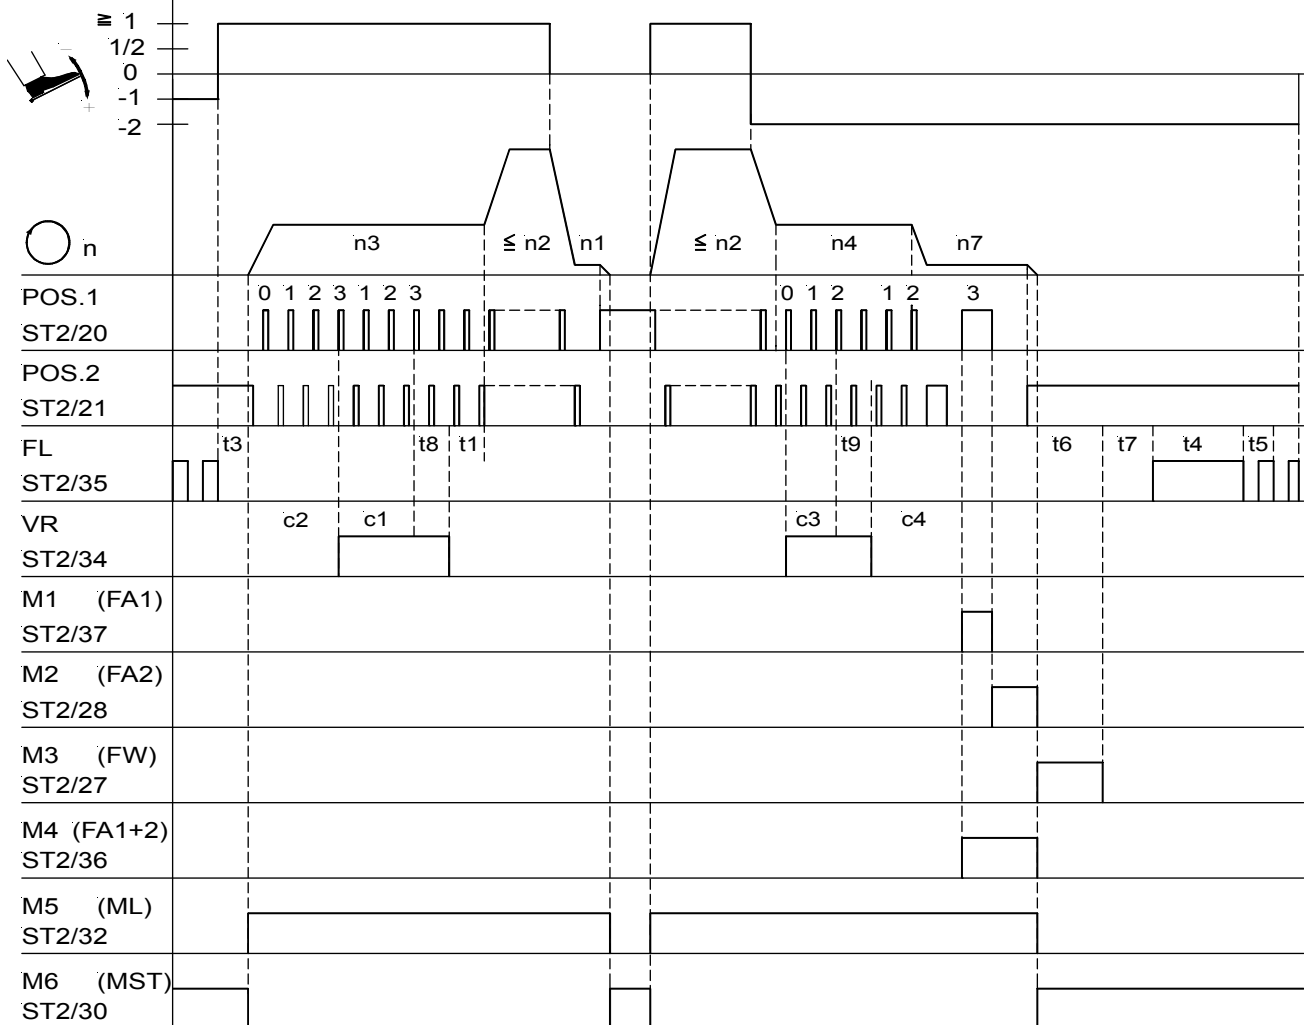 ≧ 1
1/2
0
-1
-2
− +
n n3 ≦ n2 n1 ≦ n2 n4 n7
POS.1 0 1 2 3 1 2 3 0 1 2 1 2 3
ST2/20
POS.2
ST2/21
FL t3 t8 t1 t9 t6 t7 t4 t5
ST2/35
VR c2 c1 c3 c4
ST2/34
M1 (FA1)
ST2/37
M2 (FA2)
ST2/28
M3 (FW)
ST2/27
M4 (FA1+2)
ST2/36
M5 (ML)
ST2/32
M6 (MST)
ST2/30